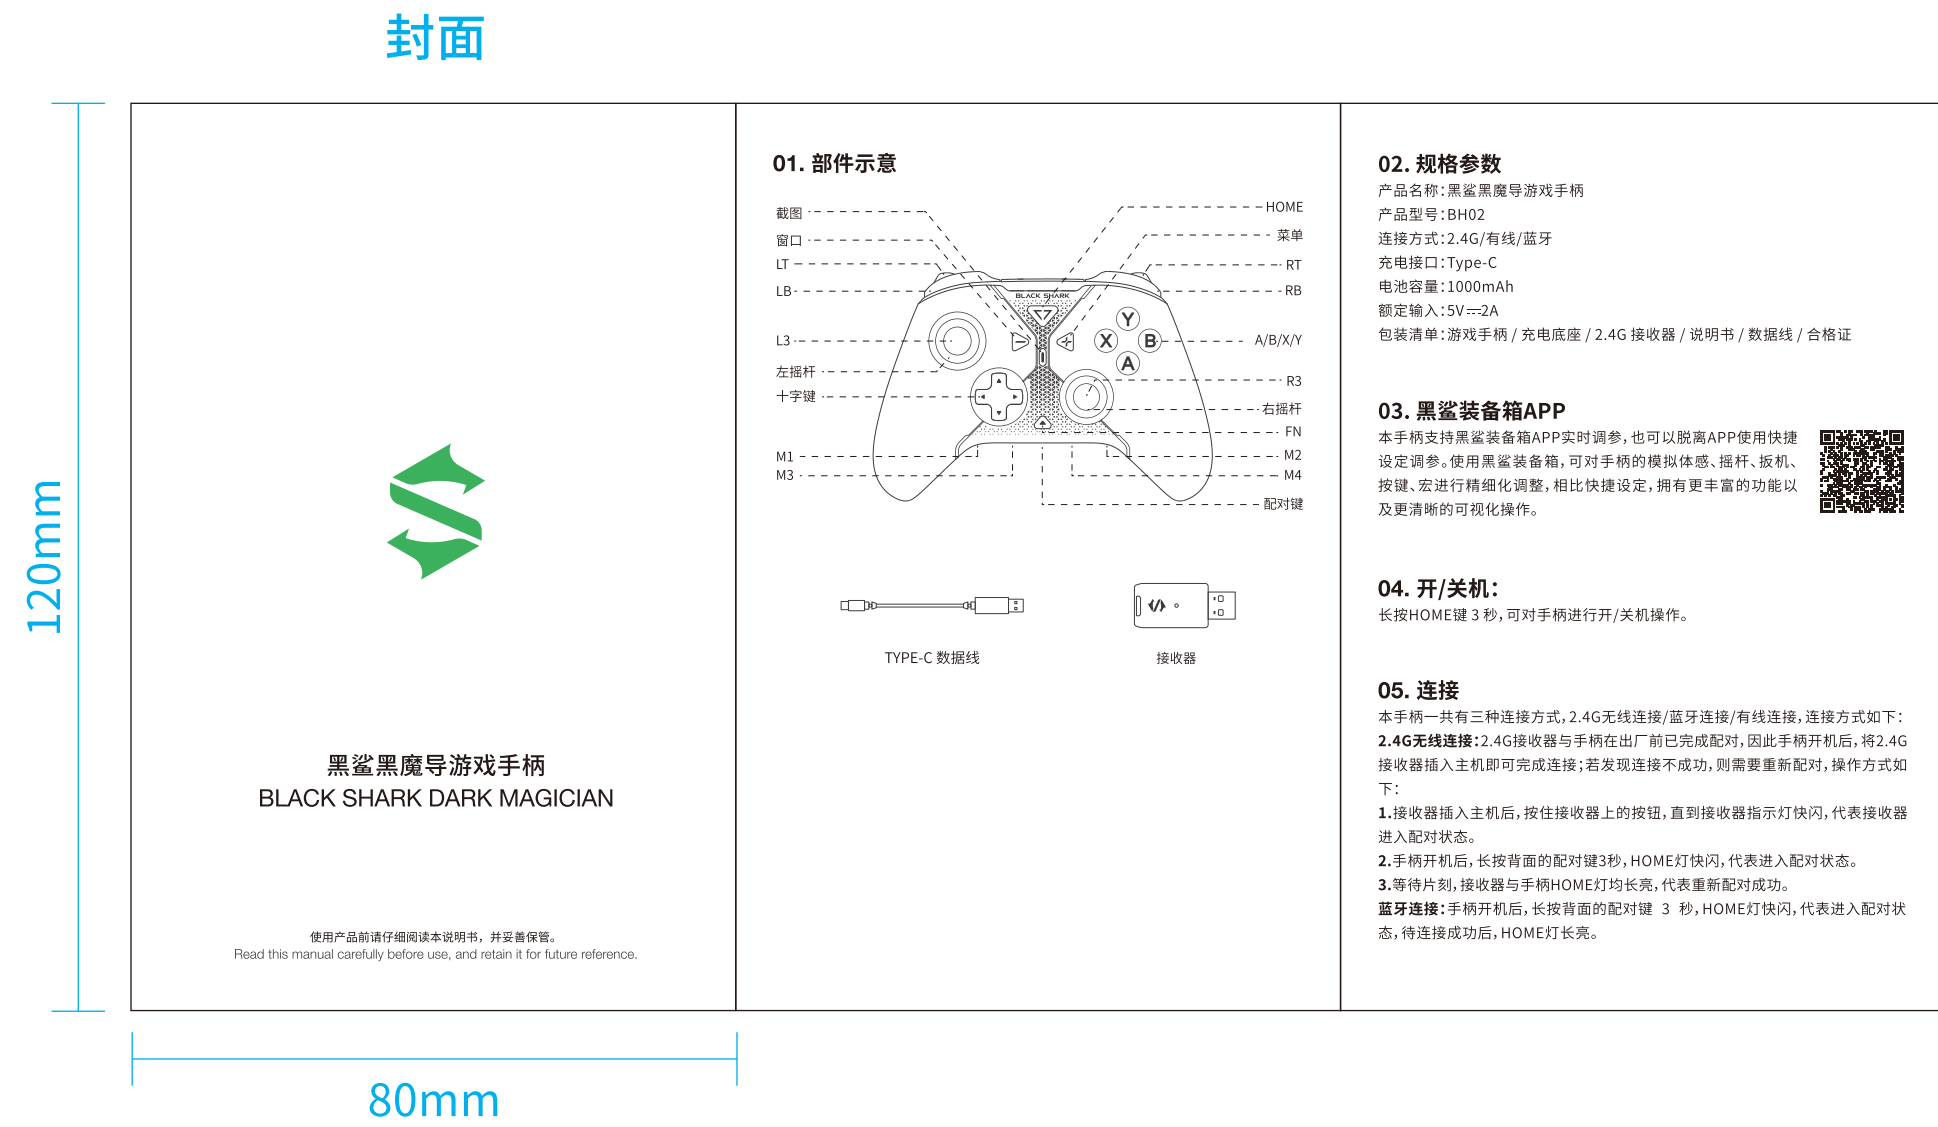 封面
120mm
80mm
黑鲨黑魔导游戏手柄
BLACK SHARK DARK MAGICIAN
使用产品前请仔细阅读本说明书，并妥善保管。
Read this manual carefully before use, and retain it for future reference.
01. 部件示意
截图
窗口
LT
LB
L3
左摇杆
十字键
M1
M3
HOME
菜单
RT
RB
A/B/X/Y
R3
右摇杆
FN
M2
M4
配对键
BLACK SHARK
Y
X
B
A
TYPE-C 数据线
接收器
02. 规格参数
产品名称：黑鲨黑魔导游戏手柄
产品型号：BH02
连接方式：2.4G/有线/蓝牙
充电接口：Type-C
电池容量：1000mAh
额定输入：5V⎓2A
包装清单：游戏手柄 / 充电底座 / 2.4G 接收器 / 说明书 / 数据线 / 合格证
03. 黑鲨装备箱APP
本手柄支持黑鲨装备箱APP实时调参，也可以脱离APP使用快捷
设定调参。使用黑鲨装备箱，可对手柄的模拟体感、摇杆、扳机、
按键、宏进行精细化调整，相比快捷设定，拥有更丰富的功能以
及更清晰的可视化操作。
04. 开/关机：
长按HOME键 3 秒，可对手柄进行开/关机操作。
05. 连接
本手柄一共有三种连接方式，2.4G无线连接/蓝牙连接/有线连接，连接方式如下：
2.4G无线连接：2.4G接收器与手柄在出厂前已完成配对，因此手柄开机后，将2.4G
接收器插入主机即可完成连接；若发现连接不成功，则需要重新配对，操作方式如
下：
1.接收器插入主机后，按住接收器上的按钮，直到接收器指示灯快闪，代表接收器
进入配对状态。
2.手柄开机后，长按背面的配对键3秒，HOME灯快闪，代表进入配对状态。
3.等待片刻，接收器与手柄HOME灯均长亮，代表重新配对成功。
蓝牙连接：手柄开机后，长按背面的配对键 3 秒，HOME灯快闪，代表进入配对状
态，待连接成功后，HOME灯长亮。